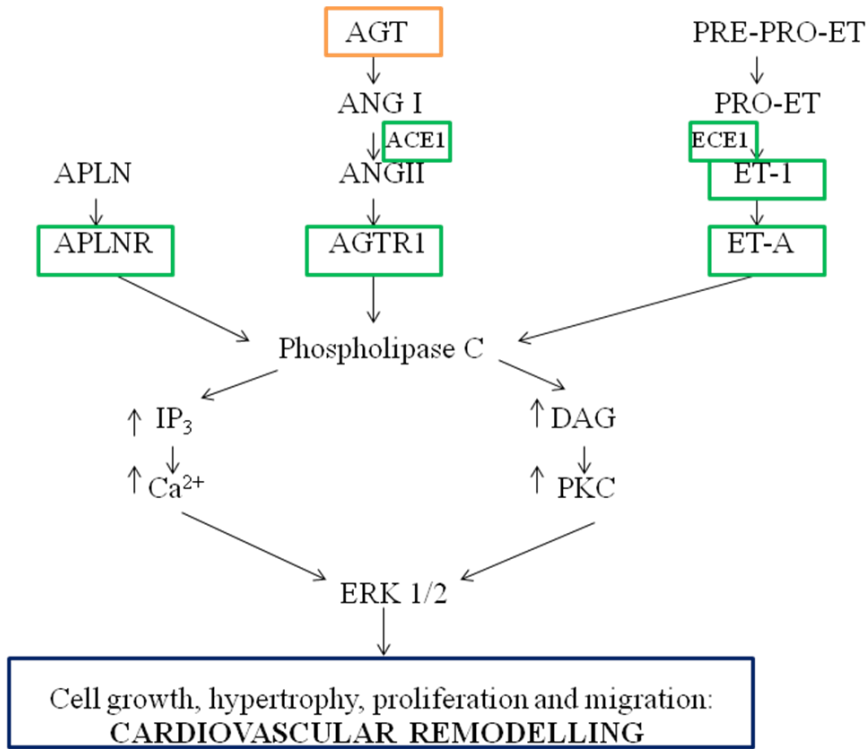 AGT
PRE-PRO-ET
ANG I
PRO-ET
ACE1
ECE1
APLN
ANGII
ET-1
APLNR
AGTR1
ET-A
Phospholipase C
↑ IP₃
↑ DAG
↑ Ca²⁺
↑ PKC
ERK 1/2
Cell growth, hypertrophy, proliferation and migration:
CARDIOVASCULAR REMODELLING